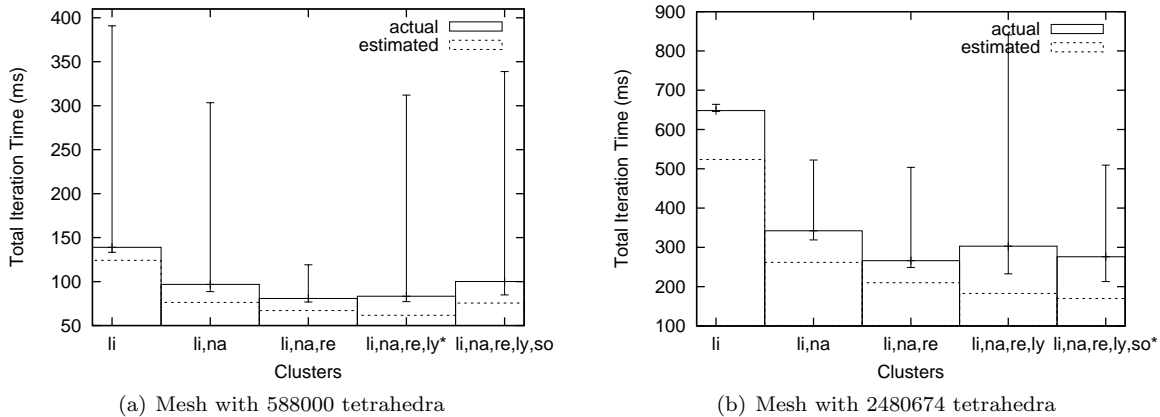 Total Iteration Time (ms)
400
350
300
250
200
150
100
50
actual
estimated
li
li,na
li,na,re
li,na,re,ly*
li,na,re,ly,so
Clusters
(a) Mesh with 588000 tetrahedra
Total Iteration Time (ms)
900
800
700
600
500
400
300
200
100
actual
estimated
li
li,na
li,na,re
li,na,re,ly
li,na,re,ly,so*
Clusters
(b) Mesh with 2480674 tetrahedra